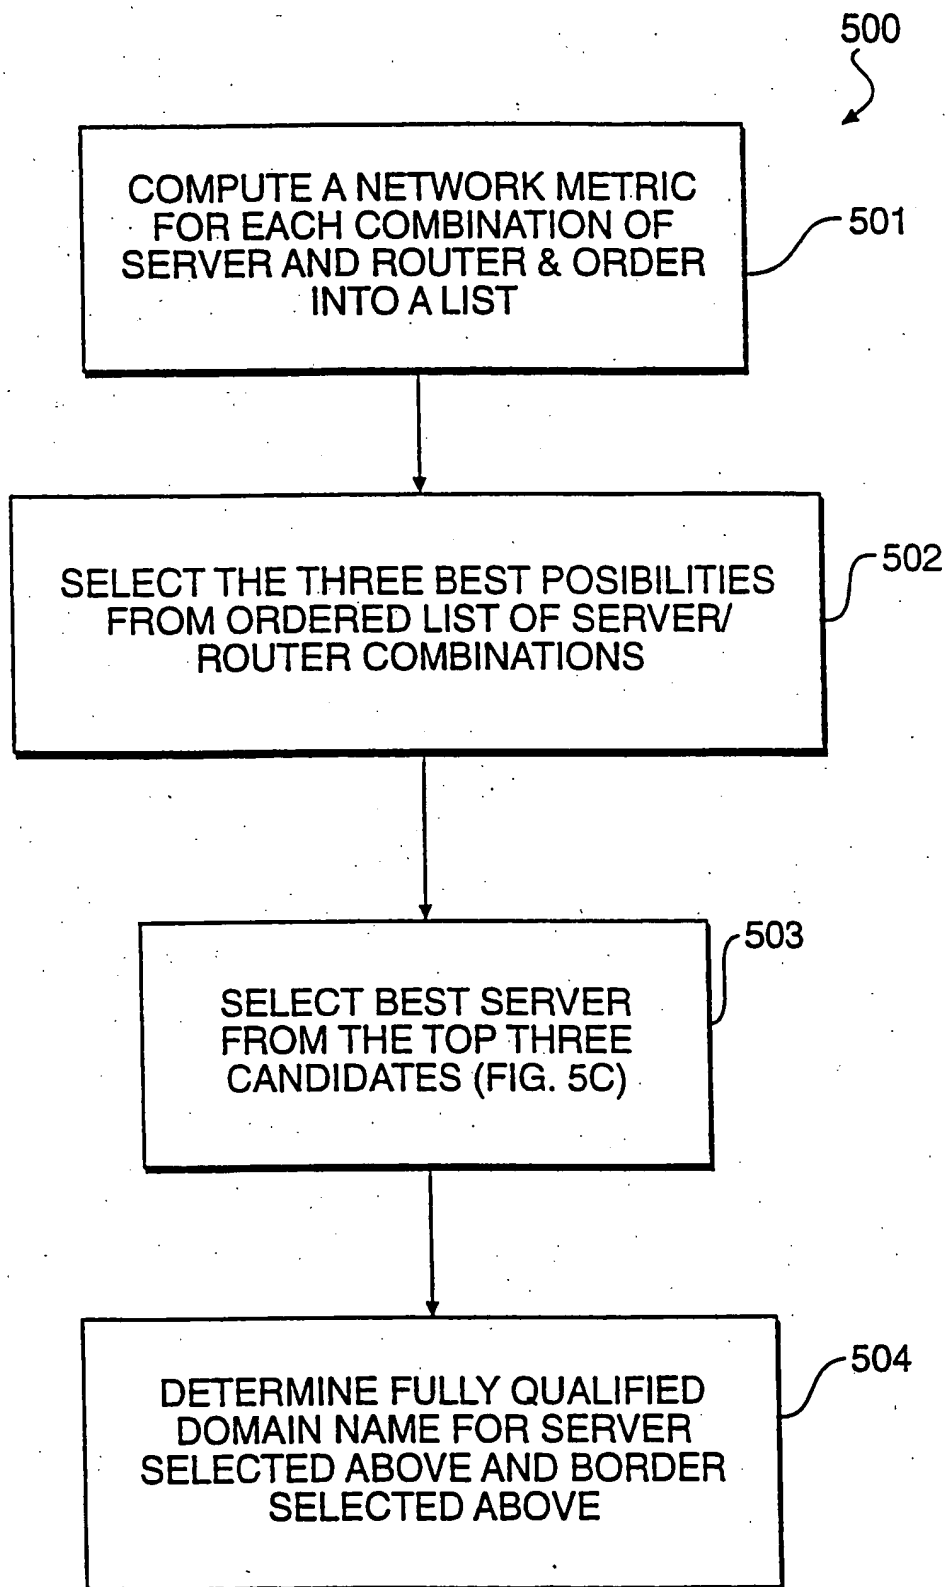 500
COMPUTE A NETWORK METRIC
FOR EACH COMBINATION OF
SERVER AND ROUTER & ORDER
INTO A LIST
501
SELECT THE THREE BEST POSIBILITIES
FROM ORDERED LIST OF SERVER/
ROUTER COMBINATIONS
502
SELECT BEST SERVER
FROM THE TOP THREE
CANDIDATES (FIG. 5C)
503
DETERMINE FULLY QUALIFIED
DOMAIN NAME FOR SERVER
SELECTED ABOVE AND BORDER
SELECTED ABOVE
504